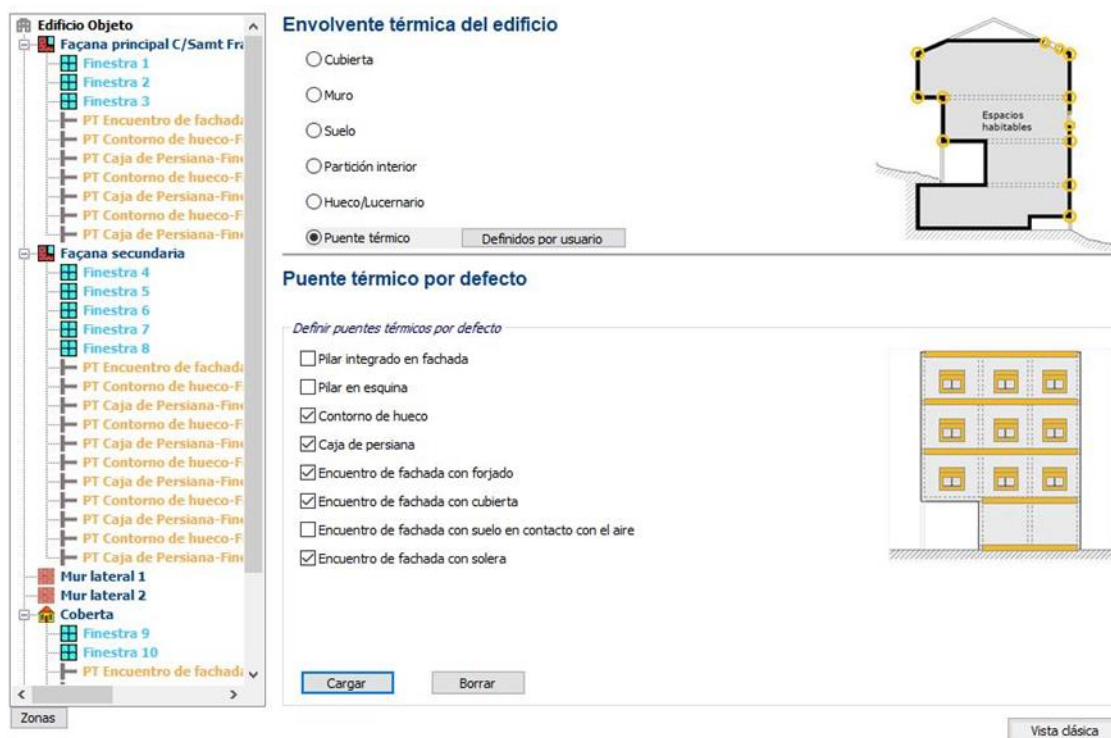 Edificio Objeto
Façana principal C/Samt Fra
Finestra 1
Finestra 2
Finestra 3
PT Encuentro de fachada
PT Contorno de hueco-F
PT Caja de Persiana-Fine
PT Contorno de hueco-F
PT Caja de Persiana-Fine
PT Contorno de hueco-F
PT Caja de Persiana-Fine
Façana secundaria
Finestra 4
Finestra 5
Finestra 6
Finestra 7
Finestra 8
PT Encuentro de fachada
PT Contorno de hueco-F
PT Caja de Persiana-Fine
PT Contorno de hueco-F
PT Caja de Persiana-Fine
PT Contorno de hueco-F
PT Caja de Persiana-Fine
PT Contorno de hueco-F
PT Caja de Persiana-Fine
PT Contorno de hueco-F
PT Caja de Persiana-Fine
Mur lateral 1
Mur lateral 2
Coberta
Finestra 9
Finestra 10
PT Encuentro de fachada
Zonas
Envolvente térmica del edificio
Cubierta
Muro
Suelo
Partición interior
Hueco/Lucernario
Puente térmico
Definidos por usuario
Espacios
habitables
Puente térmico por defecto
Definir puentes térmicos por defecto
Pilar integrado en fachada
Pilar en esquina
Contorno de hueco
Caja de persiana
Encuentro de fachada con forjado
Encuentro de fachada con cubierta
Encuentro de fachada con suelo en contacto con el aire
Encuentro de fachada con solera
Cargar
Borrar
Vista clásica